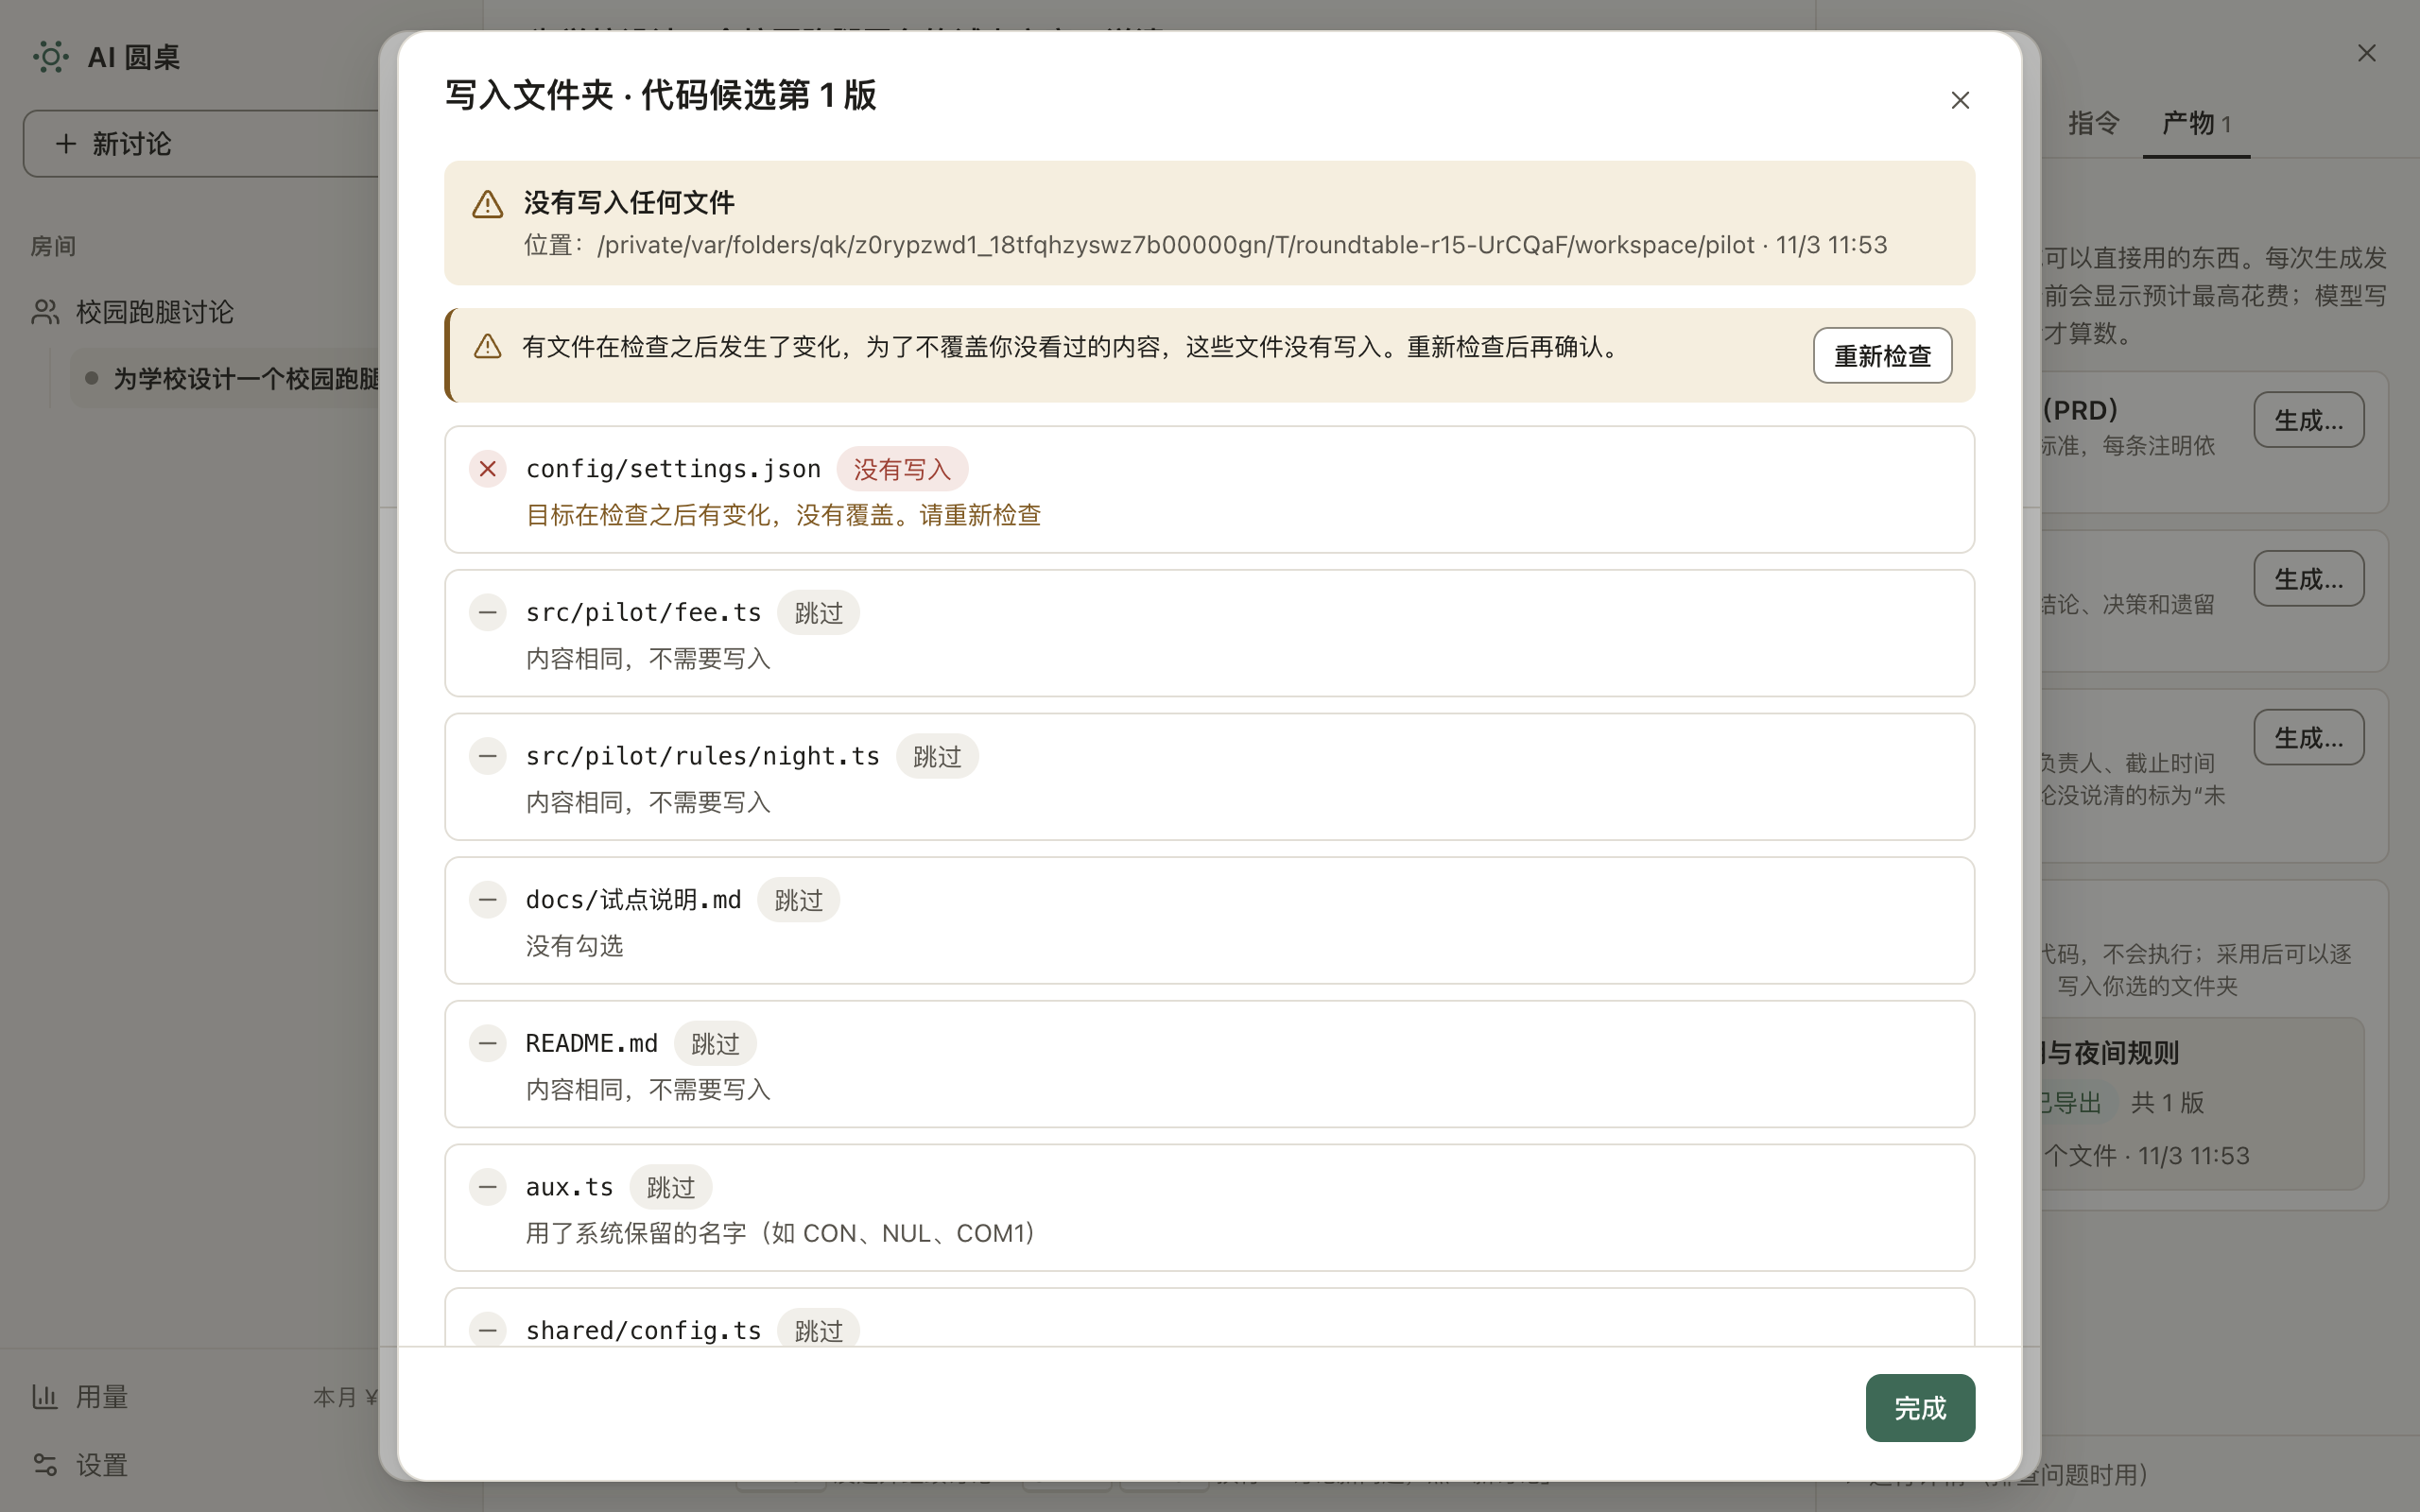 AI 圆桌
新讨论
房间
校园跑腿讨论
为学校设计一个校园跑腿
用量
本月 ¥
设置
写入文件夹 · 代码候选第 1 版
没有写入任何文件
位置：/private/var/folders/qk/z0rypzwd1_18tfqhzyswz7b00000gn/T/roundtable-r15-UrCQaF/workspace/pilot · 11/3 11:53
有文件在检查之后发生了变化，为了不覆盖你没看过的内容，这些文件没有写入。重新检查后再确认。
重新检查
config/settings.json 没有写入
目标在检查之后有变化，没有覆盖。请重新检查
src/pilot/fee.ts 跳过
内容相同，不需要写入
src/pilot/rules/night.ts 跳过
内容相同，不需要写入
docs/试点说明.md 跳过
没有勾选
README.md 跳过
内容相同，不需要写入
aux.ts 跳过
用了系统保留的名字（如 CON、NUL、COM1）
shared/config.ts 跳过
完成
指令 产物 1
可以直接用的东西。每次生成发
前会显示预计最高花费；模型写
才算数。
(PRD)
生成...
标准，每条注明依
生成...
结论、决策和遗留
生成...
负责人、截止时间
论没说清的标为“未
代码，不会执行；采用后可以逐
写入你选的文件夹
与夜间规则
已导出 共 1 版
个文件 · 11/3 11:53
问题时用）